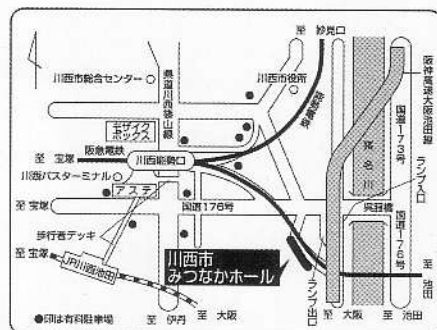 至 妙見口
川西市総合センター
県道川西篠山線
川西市役所
能勢電鉄
阪神高速大阪池田線
国道173号
猪名川
デザイク
ボックス
阪急電鉄
至 宝塚
川西能勢口
川西バスターミナル
アステ
ランプ入口
至 宝塚
国道176号
呉羽橋
国道176号
歩行者デッキ
至 宝塚
川西市
みつなかホール
JR川西池田
至 池田
ランプ出口
●印は有料駐車場
至 伊丹
至 大阪
至 大阪
至 池田